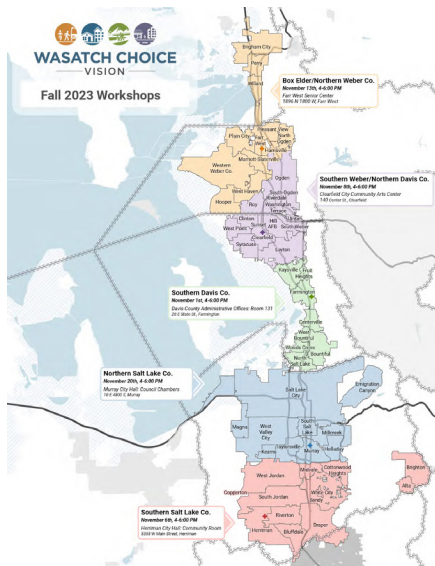 WASATCH CHOICE
VISION
Fall 2023 Workshops
Brigham City
Perry
Willard
Box Elder/Northern Weber Co.
November 13th, 4-6:00 PM
Farr West Senior Center
1896 N 1800 W, Farr West
Pleasant View
North Ogden
Plain City
West
Harrisville
Marriott-Slaterville
Western
Weber Co.
Ogden
West Haven
Hooper
South Ogden
Riverdale
Washington
Terrace
Roy
Uintah
Clinton
Sunset
Hill
AFB
South Weber
West Point
Clearfield
Syracuse
Layton
Southern Weber/Northern Davis Co.
November 8th, 4-6:00 PM
Clearfield City Community Arts Center
140 Center St., Clearfield
Kaysville
Fruit
Heights
Farmington
Southern Davis Co.
November 1st, 4-6:00 PM
Davis County Administrative Offices: Room 131
Farmington
Centerville
West
Bountiful
Woods Cross
Bountiful
North
Salt Lake
Northern Salt Lake Co.
November 20th, 4-6:00 PM
Murray City Hall: Council Chambers
10 E 4800 S, Murray
Salt Lake
City
Emigration
Canyon
Magna
West
Valley
City
South
Salt
Lake
Millcreek
Taylorsville
Kearns
Murray
Holladay
Midvale
Cottonwood
Heights
West Jordan
Copperton
White City
Sandy
Brighton
Alta
South Jordan
Riverton
Herriman
Bluffdale
Draper
Southern Salt Lake Co.
November 6th, 4-6:00 PM
Herriman City Hall: Community Room
5355 W Main Street, Herriman